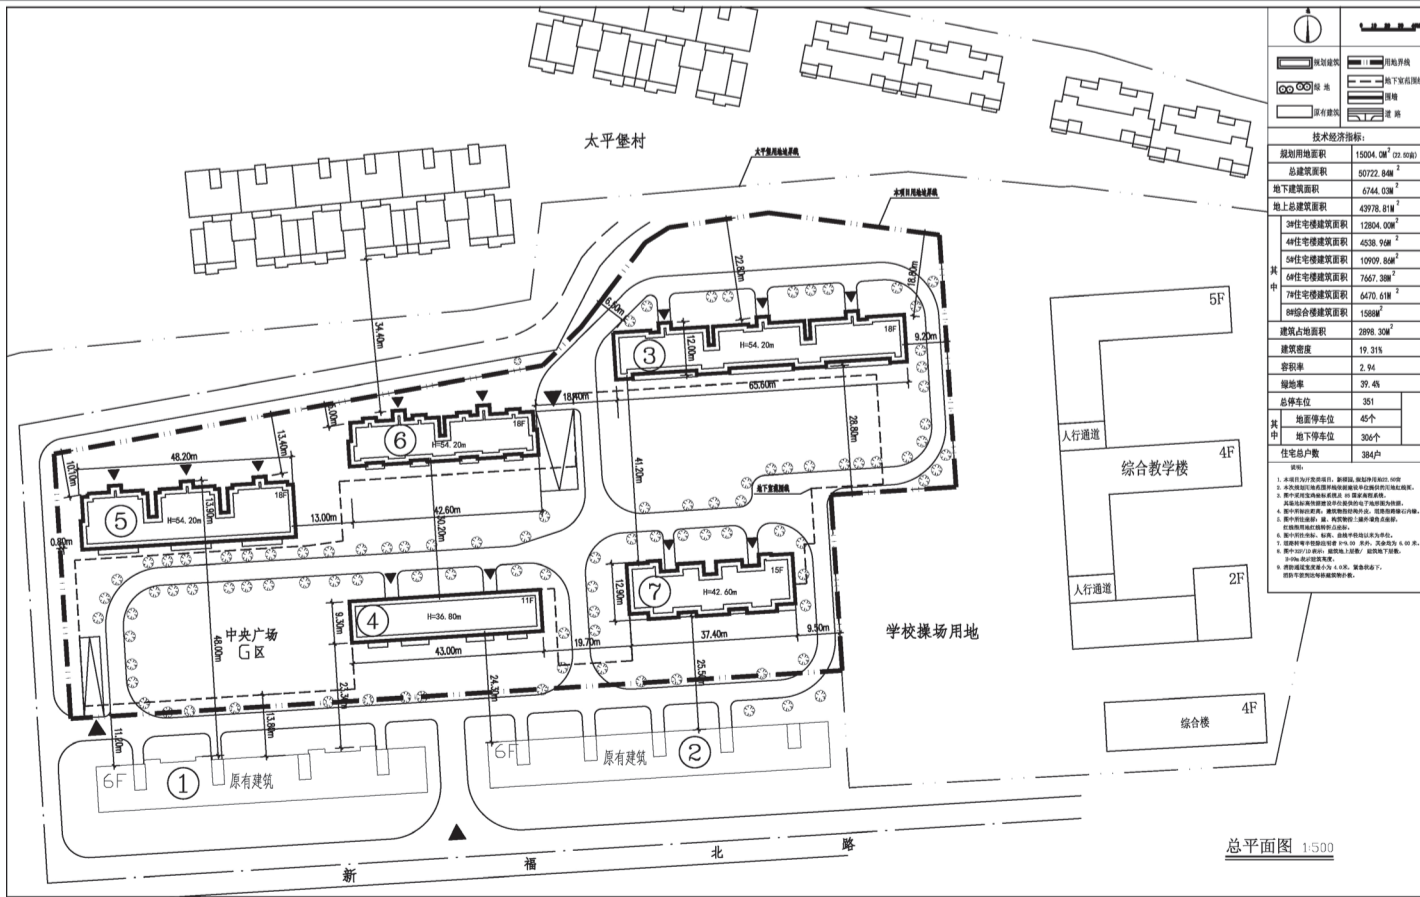 太平堡村
太平堡用地边界线
本项目用地边界线
规划建筑
用地界线
绿 地
地下室范围线
围墙
原有建筑
道 路
技术经济指标:
规划用地面积 15004.0M² (22.50亩)
总建筑面积 50722.84M²
地下建筑面积 6744.03M²
地上总建筑面积 43978.81M²
其中
3#住宅楼建筑面积 12804.00M²
4#住宅楼建筑面积 4538.96M²
5#住宅楼建筑面积 10909.86M²
6#住宅楼建筑面积 7667.38M²
7#住宅楼建筑面积 6470.61M²
8#综合楼建筑面积 1588M²
建筑占地面积 2898.30M²
建筑密度 19.31%
容积率 2.94
绿地率 39.4%
总停车位 351
其中
地面停车位 45个
地下停车位 306个
住宅总户数 384户
说明:
34.40m
22.80m
18.80m
6.50m
③
18F
H=54.20m
12.00m
9.20m
65.60m
18.40m
6.00m
⑥
18F
H=54.20m
13.40m
10.00m
48.20m
⑤
18F
H=54.20m
13.90m
13.00m
42.60m
30.20m
41.20m
28.80m
地下室范围线
0.80m
⑦
15F
H=42.60m
12.90m
37.40m
9.50m
19.70m
④
11F
H=36.80m
9.30m
43.00m
中央广场
G区
48.00m
24.30m
13.80m
11.20m
6F
①
原有建筑
6F
原有建筑
②
学校操场用地
5F
人行通道
综合教学楼
4F
人行通道
2F
4F
综合楼
新 福 北 路
总平面图 1:500